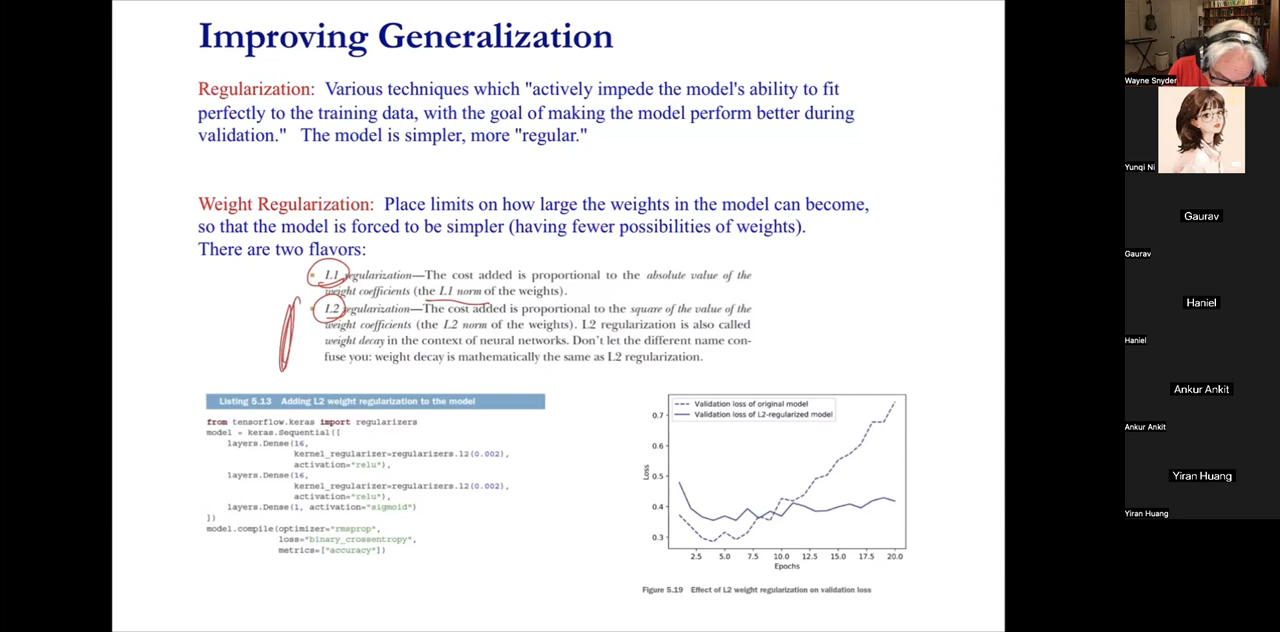 Improving Generalization
Regularization: Various techniques which "actively impede the model's ability to fit
perfectly to the training data, with the goal of making the model perform better during
validation." The model is simpler, more "regular."
Weight Regularization: Place limits on how large the weights in the model can become,
so that the model is forced to be simpler (having fewer possibilities of weights).
There are two flavors:
L1 regularization—The cost added is proportional to the absolute value of the
weight coefficients (the L1 norm of the weights).
L2 regularization—The cost added is proportional to the square of the value of the
weight coefficients (the L2 norm of the weights). L2 regularization is also called
weight decay in the context of neural networks. Don't let the different name con-
fuse you: weight decay is mathematically the same as L2 regularization.
Listing 5.13 Adding L2 weight regularization to the model
from tensorflow.keras import regularizers
model = keras.Sequential([
layers.Dense(16,
kernel_regularizer=regularizers.l2(0.002),
activation="relu"),
layers.Dense(16,
kernel_regularizer=regularizers.l2(0.002),
activation="relu"),
layers.Dense(1, activation="sigmoid")
])
model.compile(optimizer="rmsprop",
loss="binary_crossentropy",
metrics=["accuracy"])
Validation loss of original model
Validation loss of L2-regularized model
0.7
0.6
0.5
0.4
0.3
Loss
2.5 5.0 7.5 10.0 12.5 15.0 17.5 20.0
Epochs
Figure 5.19 Effect of L2 weight regularization on validation loss
Wayne Snyder
Yunqi Ni
Gaurav
Gaurav
Haniel
Haniel
Ankur Ankit
Ankur Ankit
Yiran Huang
Yiran Huang